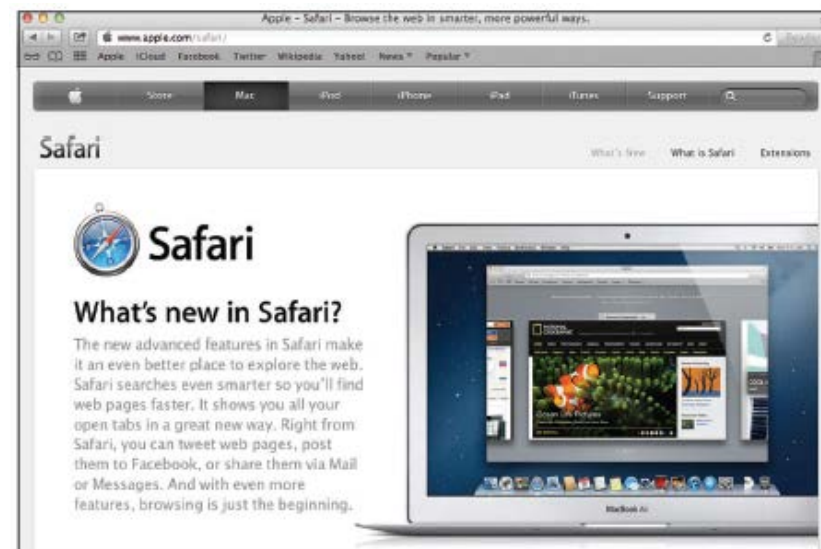 Apple – Safari – Browse the web in smarter, more powerful ways.
www.apple.com/safari/ Reader
Apple iCloud Facebook Twitter Wikipedia Yahoo! News Popular
Store Mac iPod iPhone iPad iTunes Support
Safari What's New What is Safari Extensions
Safari
What's new in Safari?
The new advanced features in Safari make
it an even better place to explore the web.
Safari searches even smarter so you'll find
web pages faster. It shows you all your
open tabs in a great new way. Right from
Safari, you can tweet web pages, post
them to Facebook, or share them via Mail
or Messages. And with even more
features, browsing is just the beginning.
NATIONAL
GEOGRAPHIC
Ocean Life Pictures
MacBook Air